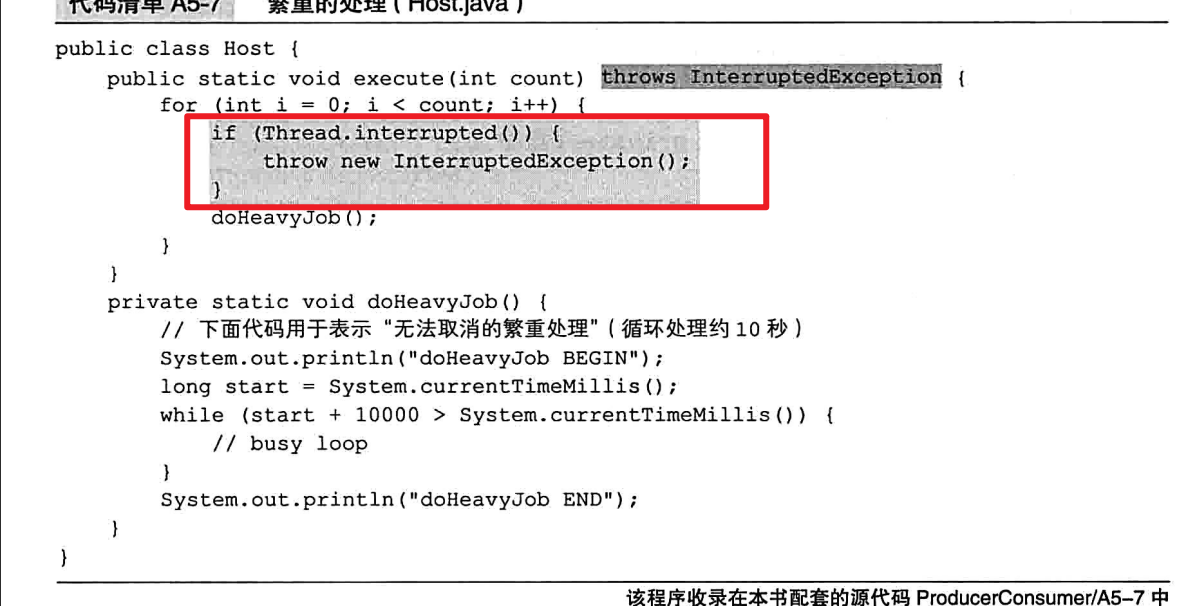 代码清单 A5-7 繁重的处理（Host.java）
public class Host {
    public static void execute(int count) throws InterruptedException {
        for (int i = 0; i < count; i++) {
            if (Thread.interrupted()) {
                throw new InterruptedException();
            }
            doHeavyJob();
        }
    }
    private static void doHeavyJob() {
        // 下面代码用于表示“无法取消的繁重处理”（循环处理约 10 秒）
        System.out.println("doHeavyJob BEGIN");
        long start = System.currentTimeMillis();
        while (start + 10000 > System.currentTimeMillis()) {
            // busy loop
        }
        System.out.println("doHeavyJob END");
    }
}
该程序收录在本书配套的源代码 ProducerConsumer/A5–7 中